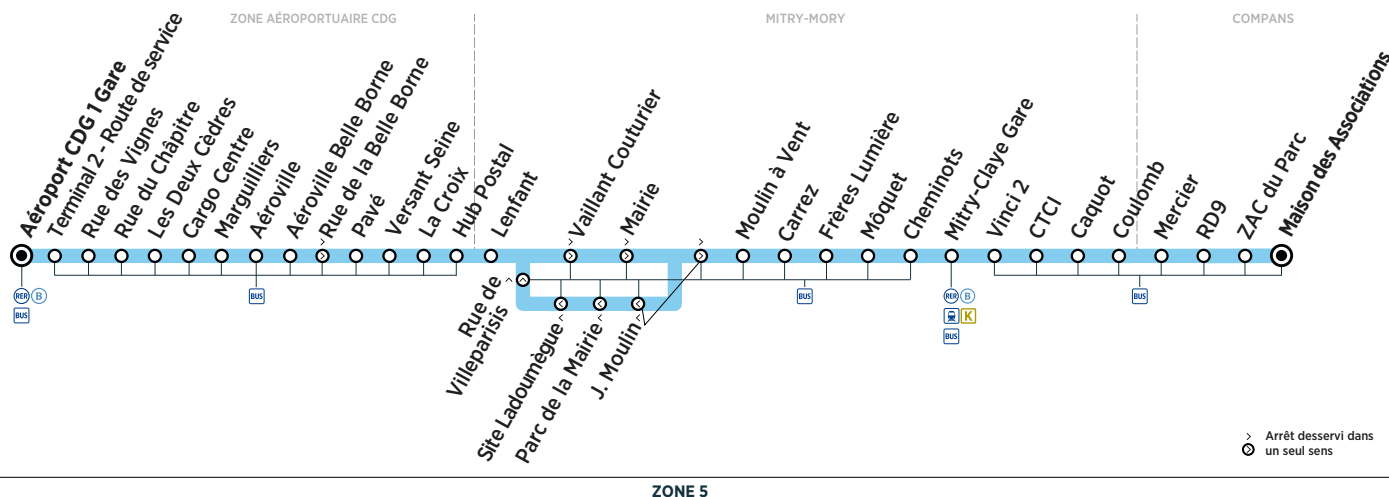 ZONE AÉROPORTUAIRE CDG
MITRY-MORY
COMPANS
Aéroport CDG 1 Gare
Terminal 2 - Route de service
Rue des Vignes
Rue du Châpitre
Les Deux Cèdres
Cargo Centre
Marguilliers
Aéroville
Aéroville Belle Borne
Rue de la Belle Borne
Pavé
Versant Seine
La Croix
Hub Postal
Lenfant
Vaillant Couturier
Mairie
Moulin à Vent
Carrez
Frères Lumière
Môquet
Cheminots
Mitry-Claye Gare
Vinci 2
CTCI
Caquot
Coulomb
Mercier
RD9
ZAC du Parc
Maison des Associations
RER B
BUS
BUS
Rue de
Villeparisis
Site Ladoumègue
Parc de la Mairie
J. Moulin
BUS
RER B
K
BUS
BUS
Arrêt desservi dans
un seul sens
ZONE 5